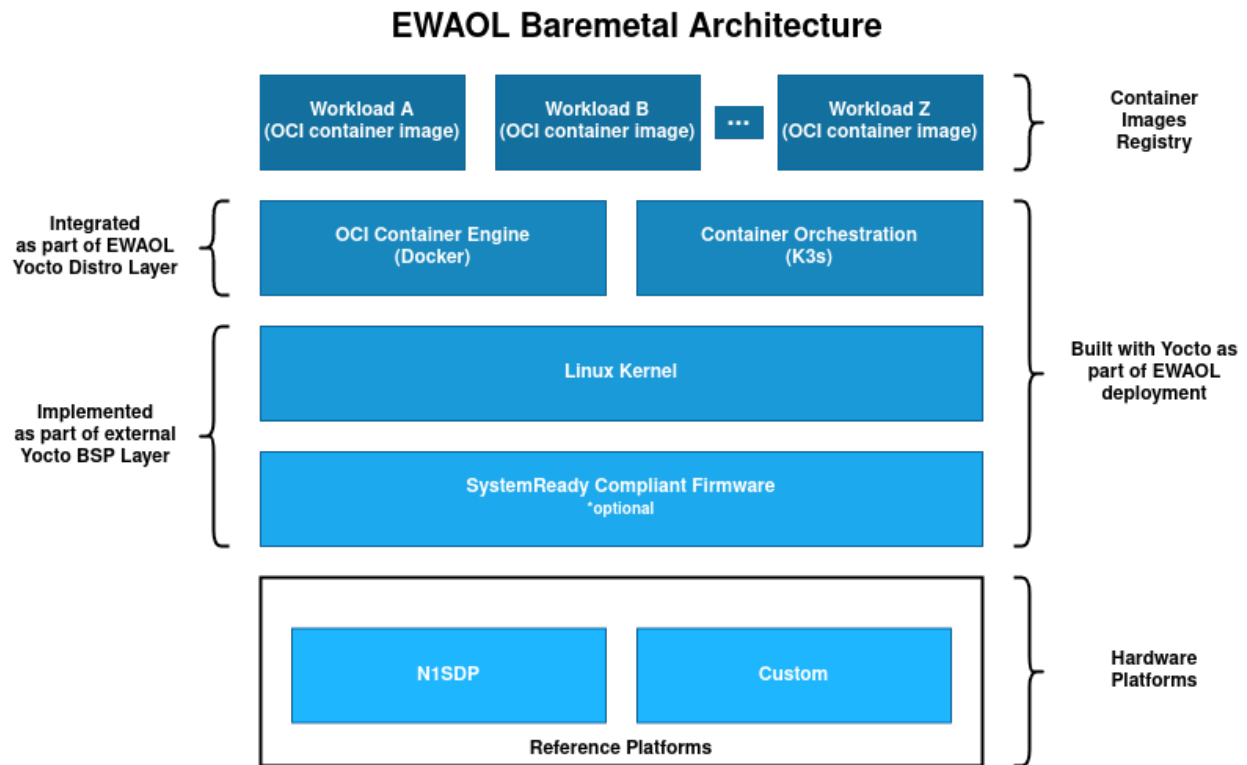 EWAOL Baremetal Architecture
Workload A
(OCI container image)
Workload B
(OCI container image)
...
Workload Z
(OCI container image)
Container
Images
Registry
Integrated
as part of EWAOL
Yocto Distro Layer
OCI Container Engine
(Docker)
Container Orchestration
(K3s)
Linux Kernel
Built with Yocto as
part of EWAOL
deployment
Implemented
as part of external
Yocto BSP Layer
SystemReady Compliant Firmware
*optional
N1SDP
Custom
Reference Platforms
Hardware
Platforms